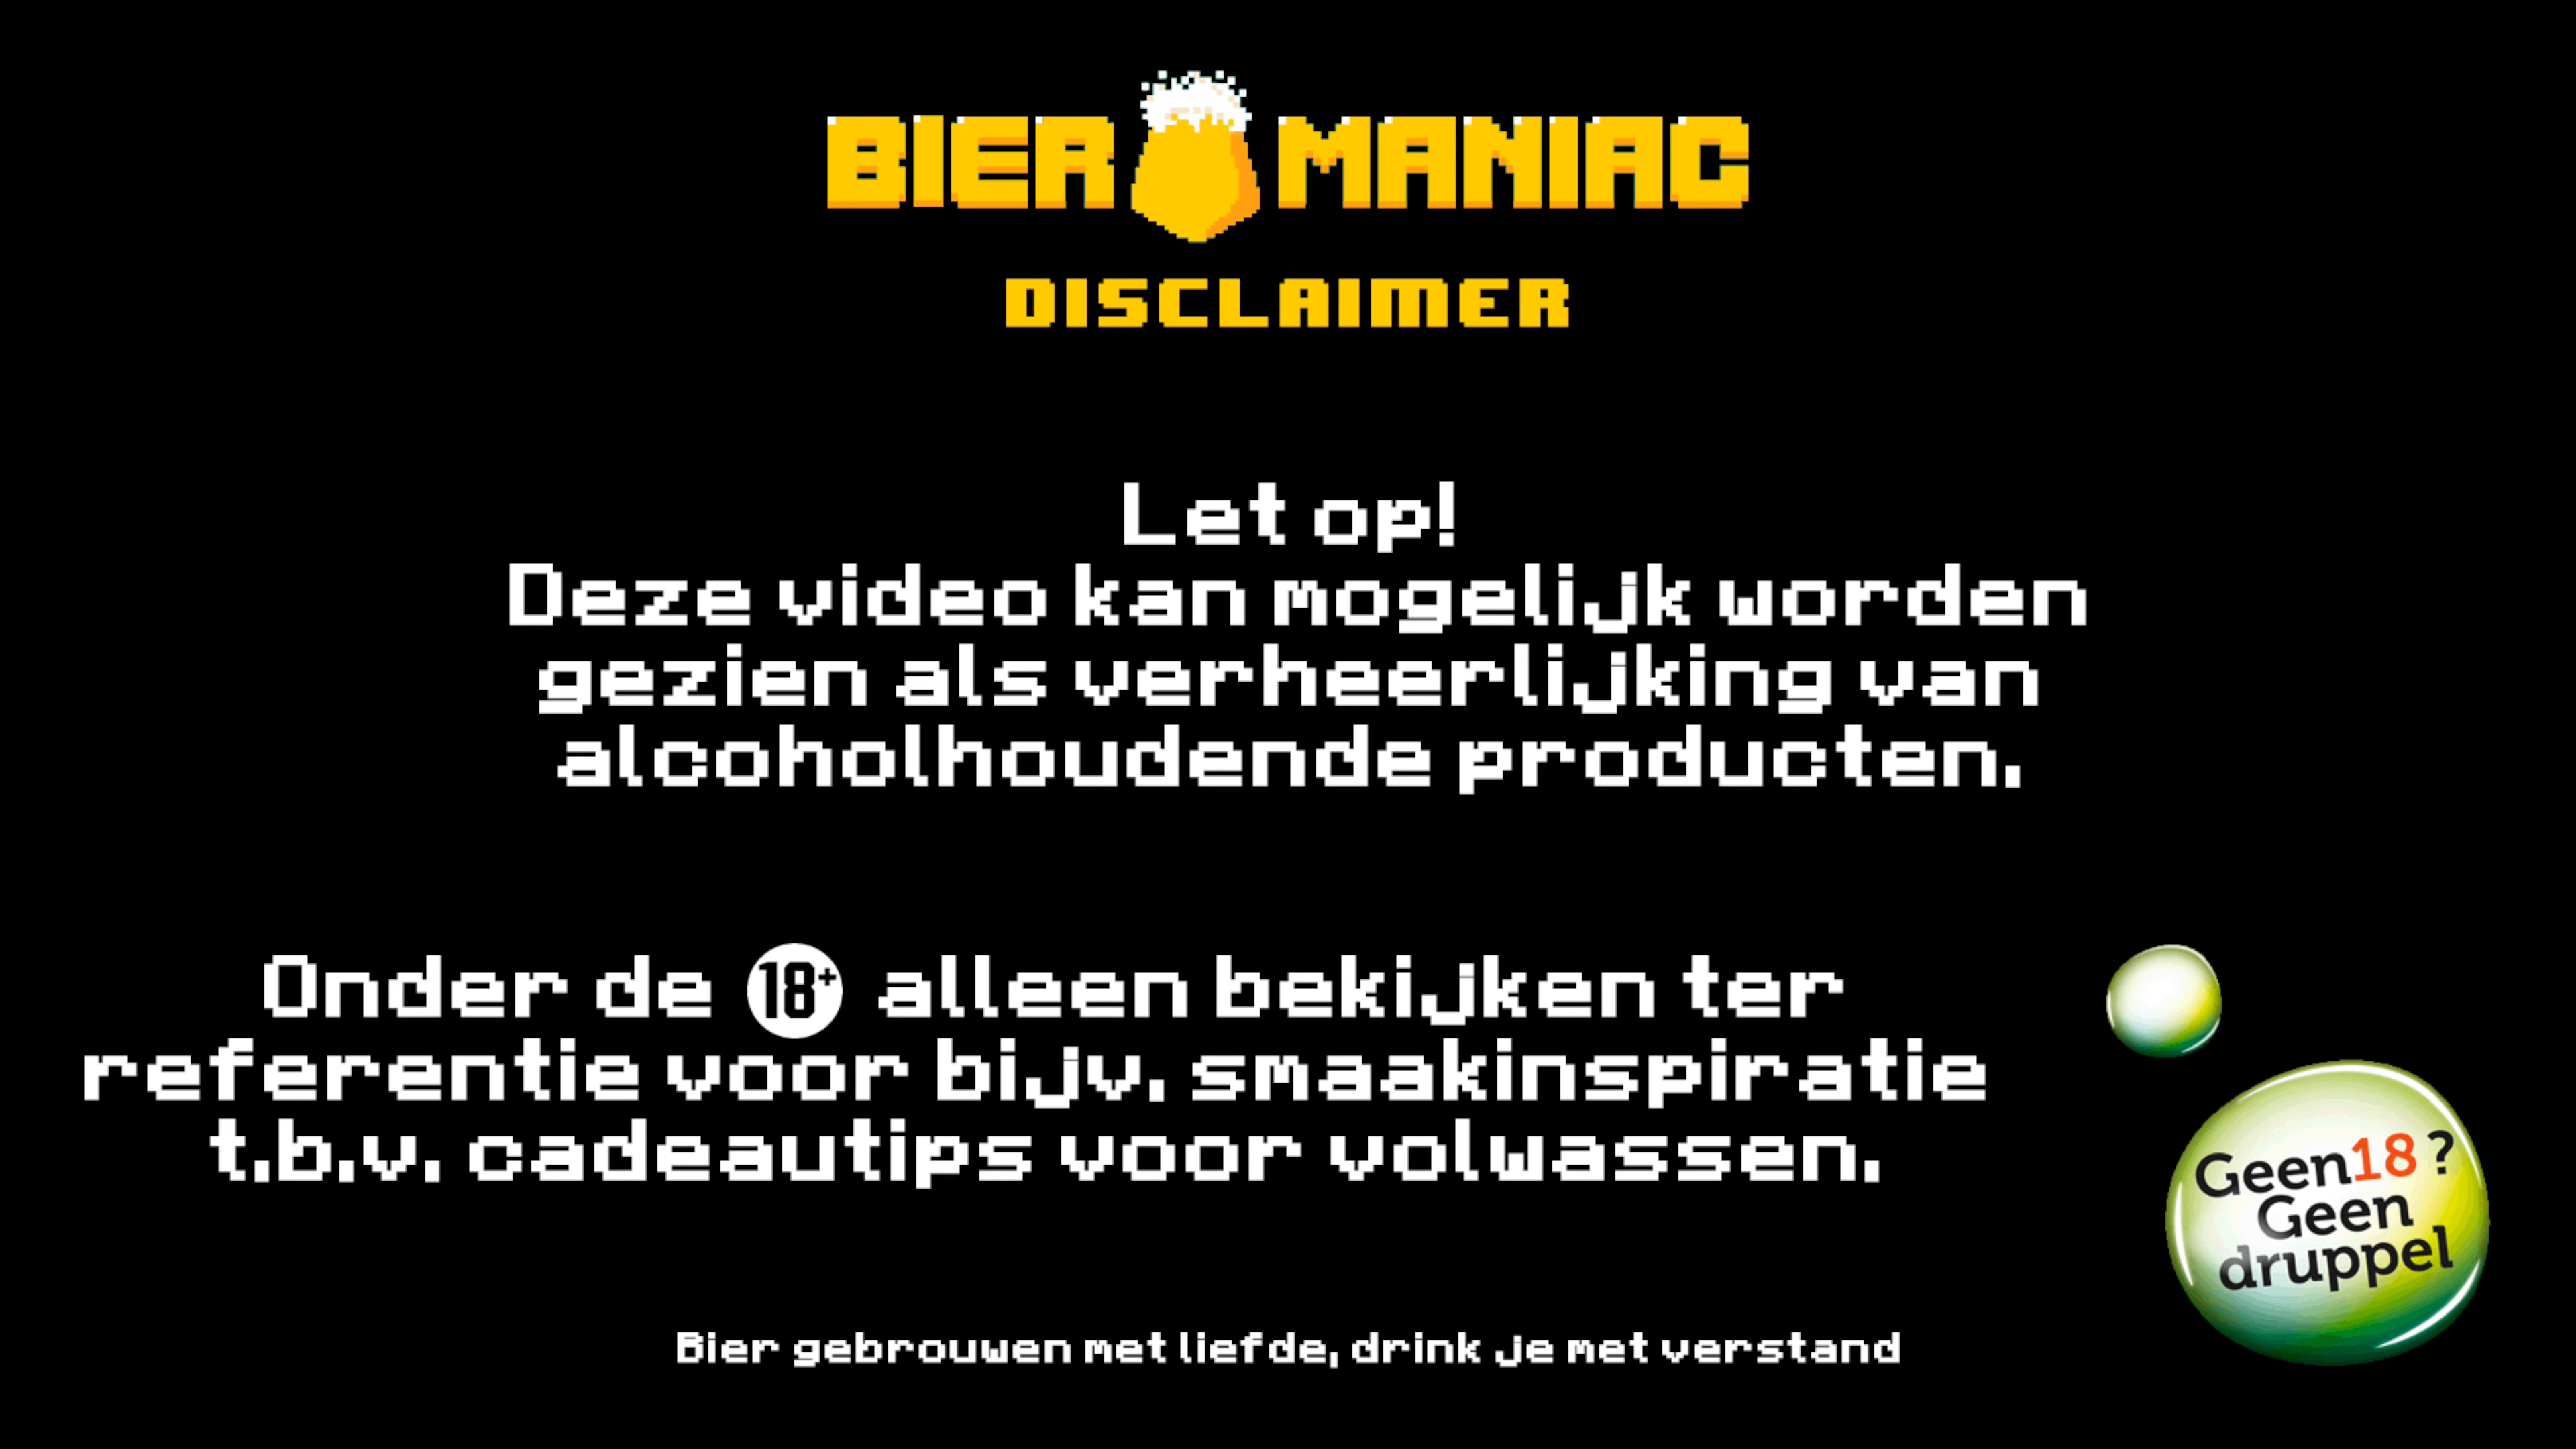 BIER MANIAC
DISCLAIMER
Let op!
Deze video kan mogelijk worden
gezien als verheerlijking van
alcoholhoudende producten.
Onder de 18+ alleen bekijken ter
referentie voor bijv. smaakinspiratie
t.b.v. cadeautips voor volwassen.
Geen18?
Geen
druppel
Bier gebrouwen met liefde, drink je met verstand